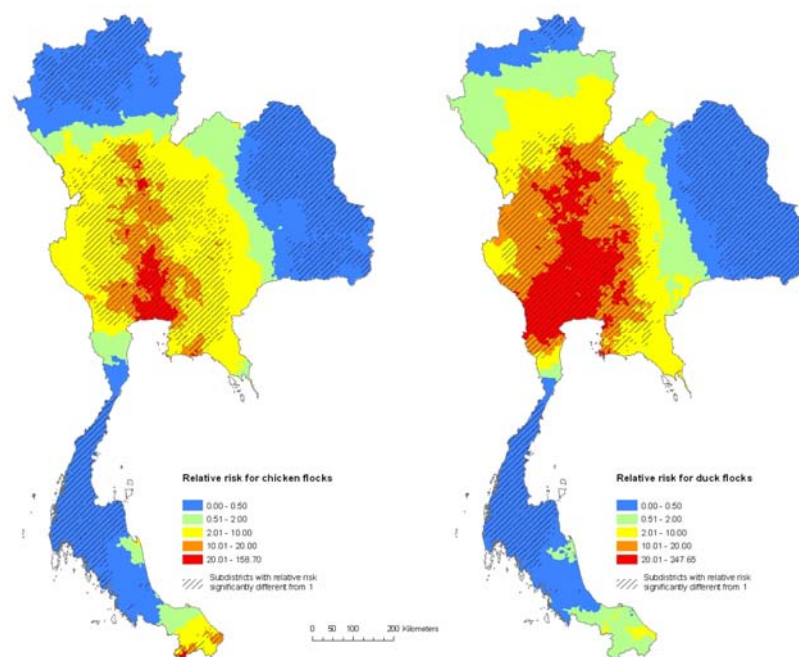 Relative risk for chicken flocks
0.00 - 0.50
0.51 - 2.00
2.01 - 10.00
10.01 - 20.00
20.01 - 158.70
Subdistricts with relative risk
significantly different from 1
0 50 100 200 Kilometers
Relative risk for duck flocks
0.00 - 0.50
0.51 - 2.00
2.01 - 10.00
10.01 - 20.00
20.01 - 247.65
Subdistricts with relative risk
significantly different from 1